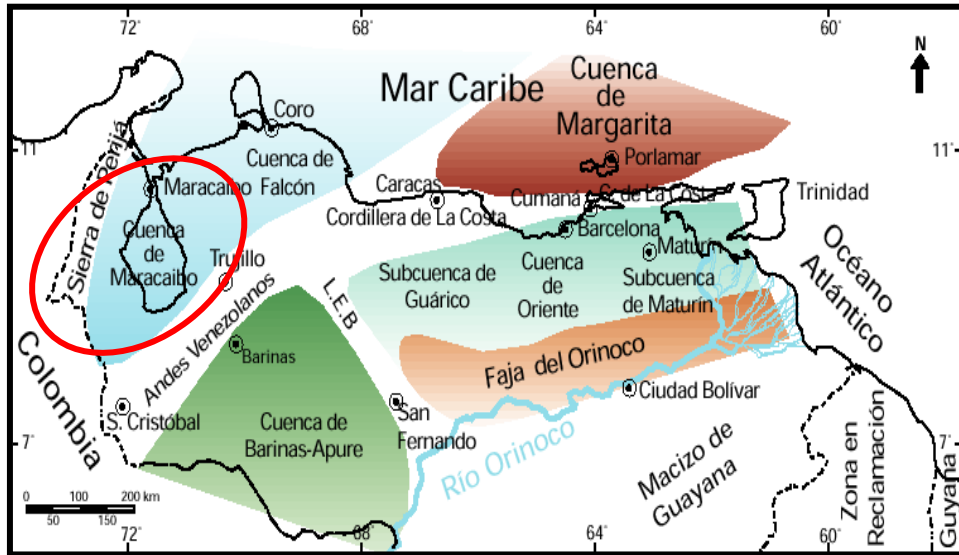 72°
68°
64°
60°
N
Mar Caribe
Cuenca
de
Margarita
Coro
11°
Cuenca de
Falcón
Porlamar
11°
Sierra de Perijá
Maracaibo
Caracas
Cumaná
C. de La Costa
Trinidad
Cordillera de La Costa
Barcelona
Cuenca
de
Maracaibo
Trujillo
Maturín
Océano
Atlántico
Subcuenca de
Guárico
Cuenca
de
Oriente
Subcuenca
de Maturín
L.E.B
Andes Venezolanos
Barinas
Faja del Orinoco
Colombia
S. Cristóbal
San
Fernando
Ciudad Bolívar
Cuenca de
Barinas-Apure
7°
7°
Río Orinoco
Macizo de
Guayana
Zona en
Reclamación
Guyana
0 100 200 km
50 150
72°
68°
64°
60°